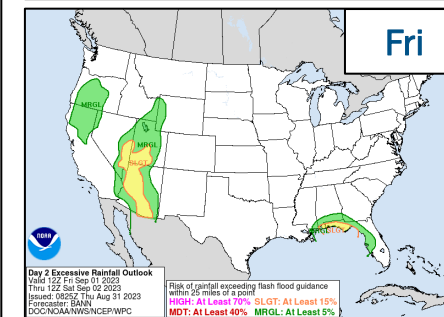 Fri
MRGL
MRGL
SLGT
MRGL
SLGT
NOAA
Day 2 Excessive Rainfall Outlook
Valid 12Z Fri Sep 01 2023
Thru 12Z Sat Sep 02 2023
Issued: 0825Z Thu Aug 31 2023
Forecaster: BANN
DOC/NOAA/NWS/NCEP/WPC
Risk of rainfall exceeding flash flood guidance
within 25 miles of a point
HIGH: At Least 70% SLGT: At Least 15%
MDT: At Least 40% MRGL: At Least 5%